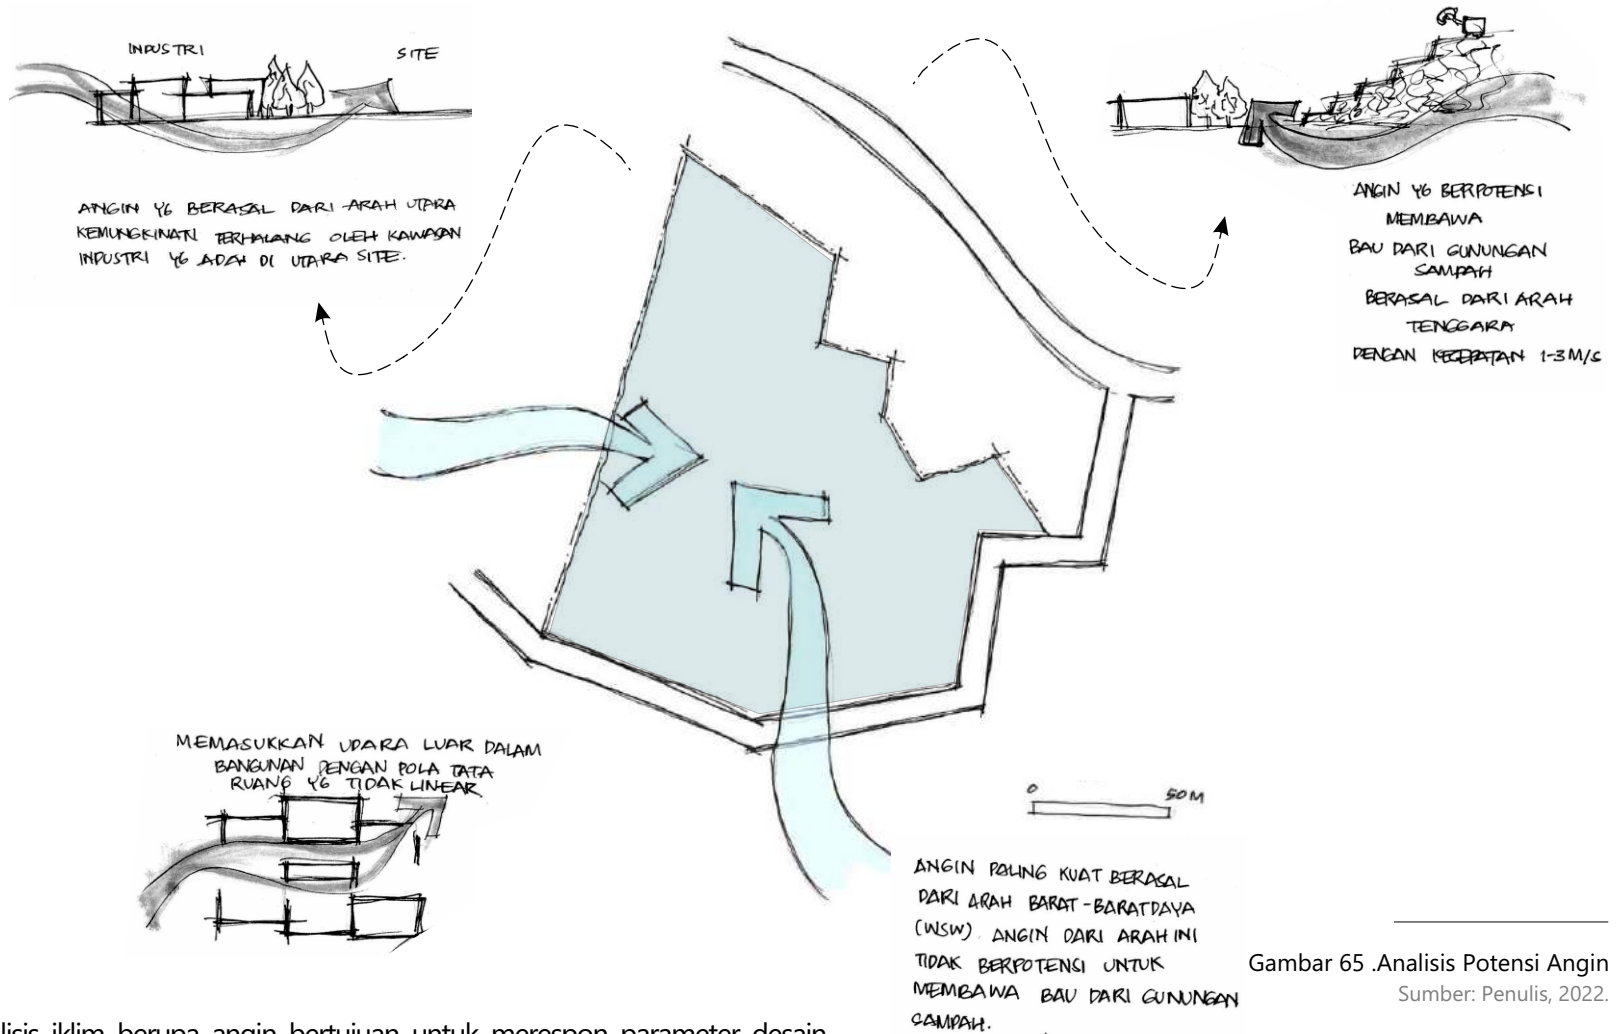 INDUSTRI
SITE
ANGIN YG BERASAL DARI ARAH UTARA
KEMUNGKINAN TERHALANG OLEH KAWASAN
INDUSTRI YG ADA DI UTARA SITE.
ANGIN YG BERPOTENSI
MEMBAWA
BAU DARI GUNUNGAN
SAMPAH
BERASAL DARI ARAH
TENGGARA
DENGAN KECEPATAN 1-3 M/S
MEMASUKKAN UDARA LUAR DALAM
BANGUNAN DENGAN POLA TATA
RUANG YG TIDAK LINEAR
0 50 M
ANGIN PALING KUAT BERASAL
DARI ARAH BARAT-BARATDAYA
(WSW). ANGIN DARI ARAH INI
TIDAK BERPOTENSI UNTUK
MEMBAWA BAU DARI GUNUNGAN
SAMPAH.
Gambar 65 .Analisis Potensi Angin
Sumber: Penulis, 2022.
lisis iklim berupa angin bertujuan untuk merespon parameter desain